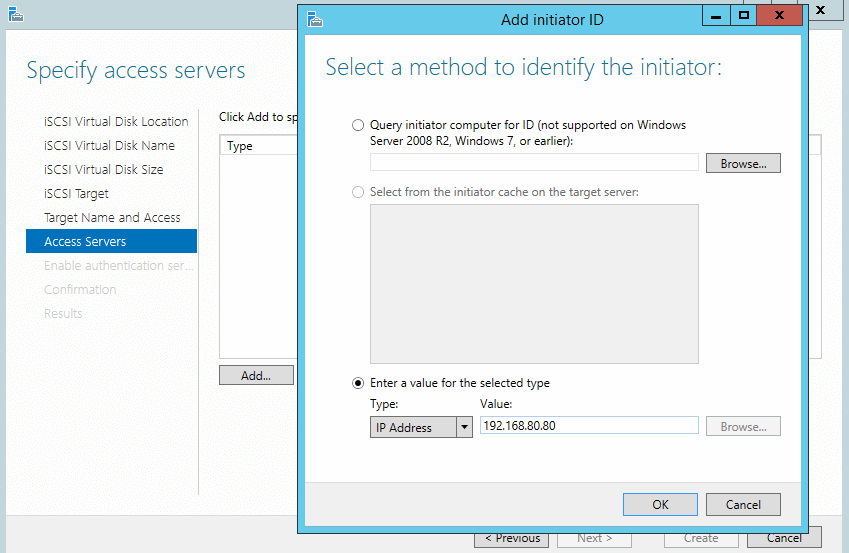 Add initiator ID
Specify access servers
Select a method to identify the initiator:
iSCSI Virtual Disk Location
iSCSI Virtual Disk Name
iSCSI Virtual Disk Size
iSCSI Target
Target Name and Access
Access Servers
Enable authentication ser...
Confirmation
Results
Click Add to sp
Type
Add...
Query initiator computer for ID (not supported on Windows
Server 2008 R2, Windows 7, or earlier):
Browse...
Select from the initiator cache on the target server:
Enter a value for the selected type
Type:
Value:
IP Address
192.168.80.80
Browse...
OK
Cancel
< Previous
Next >
Create
Cancel